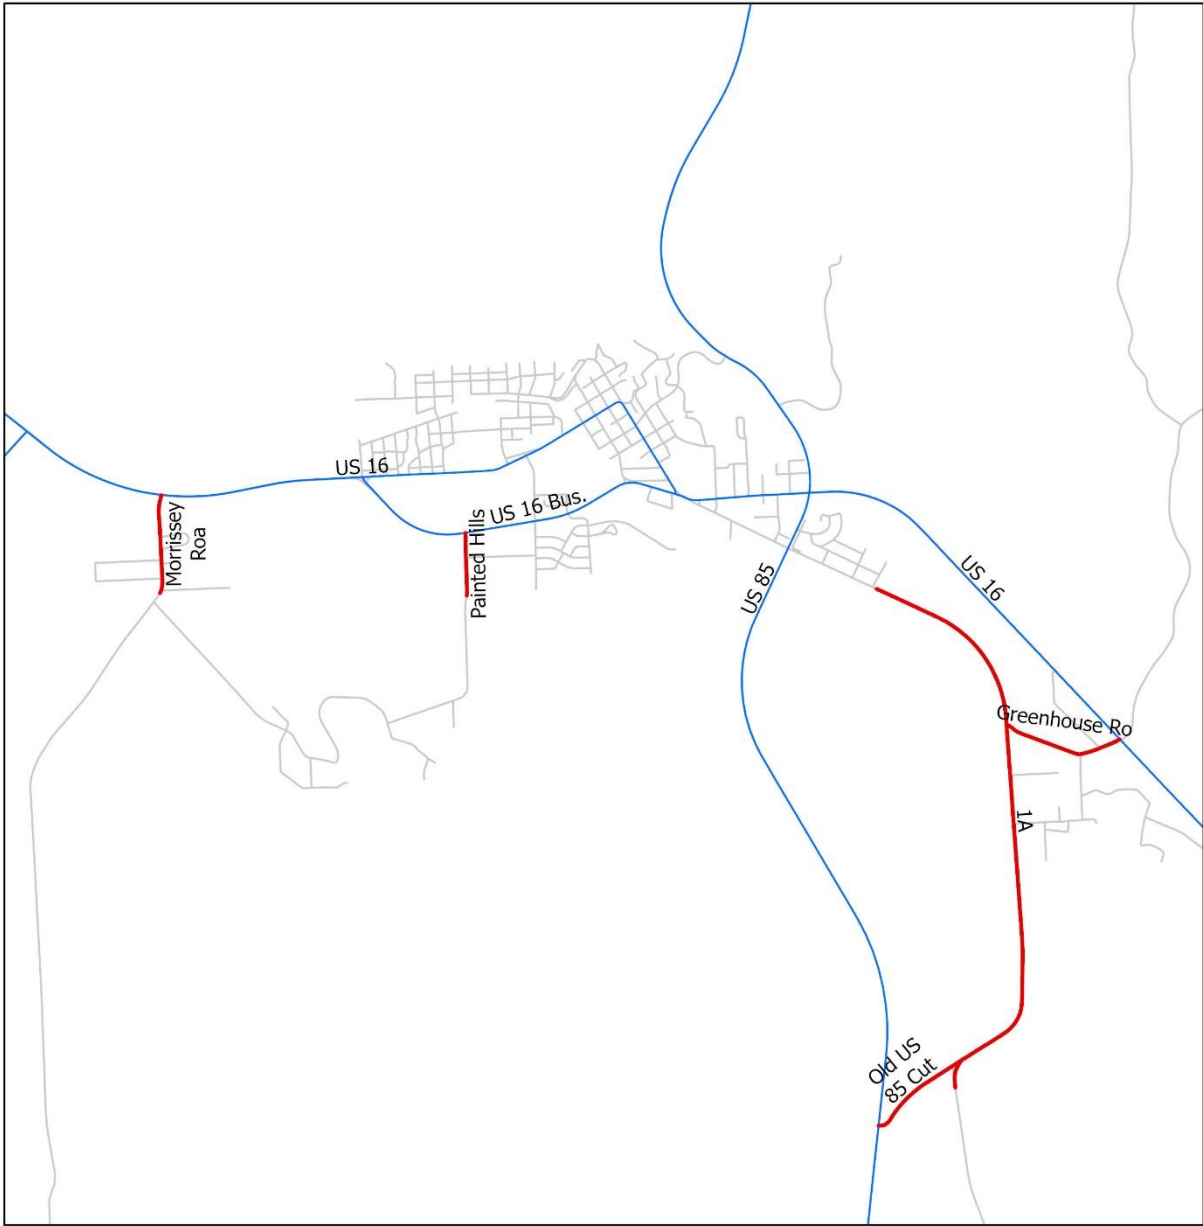 US 16
US 16 Bus.
Morrissey
Roa
Painted Hills
US 85
US 16
Greenhouse Ro
1A
Old US
85 Cut